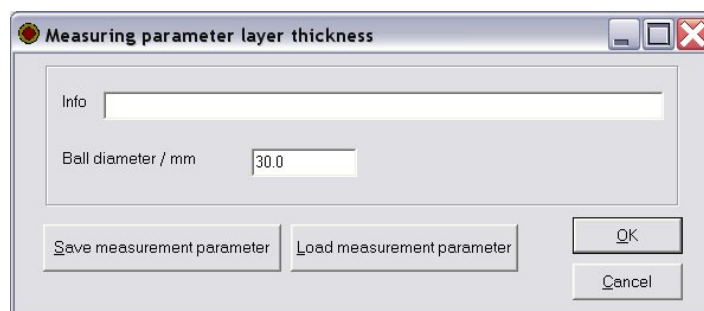 Measuring parameter layer thickness
Info
Ball diameter / mm 30.0
Save measurement parameter Load measurement parameter OK
Cancel